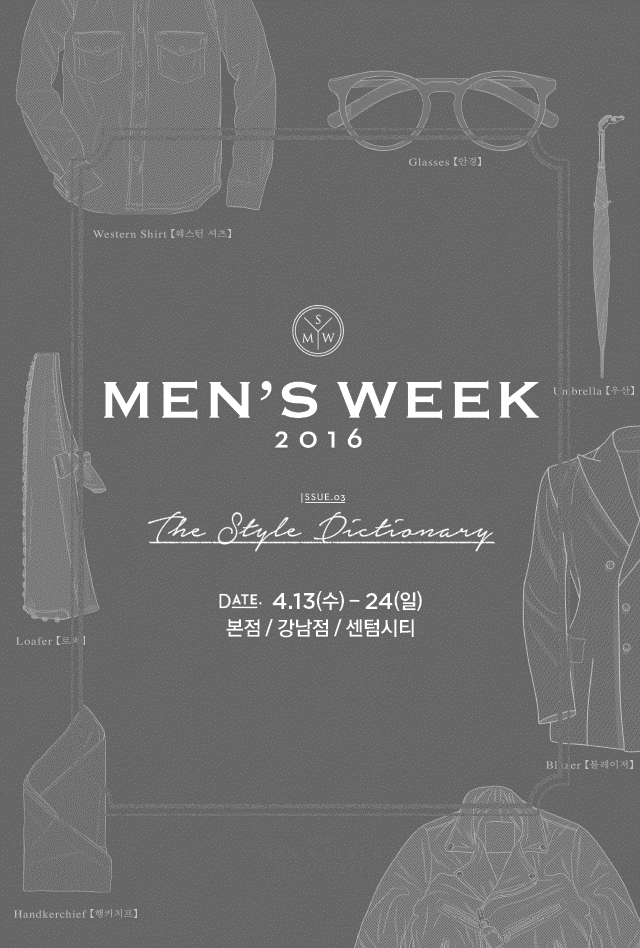 Glasses【안경】
Western Shirt【웨스턴 셔츠】
S
M W
MEN'S WEEK
2016
Umbrella【우산】
ISSUE.03
The Style Dictionary
DATE. 4.13(수) – 24(일)
본점 / 강남점 / 센텀시티
Loafer【로퍼】
Blazer【블레이저】
Handkerchief【행커치프】